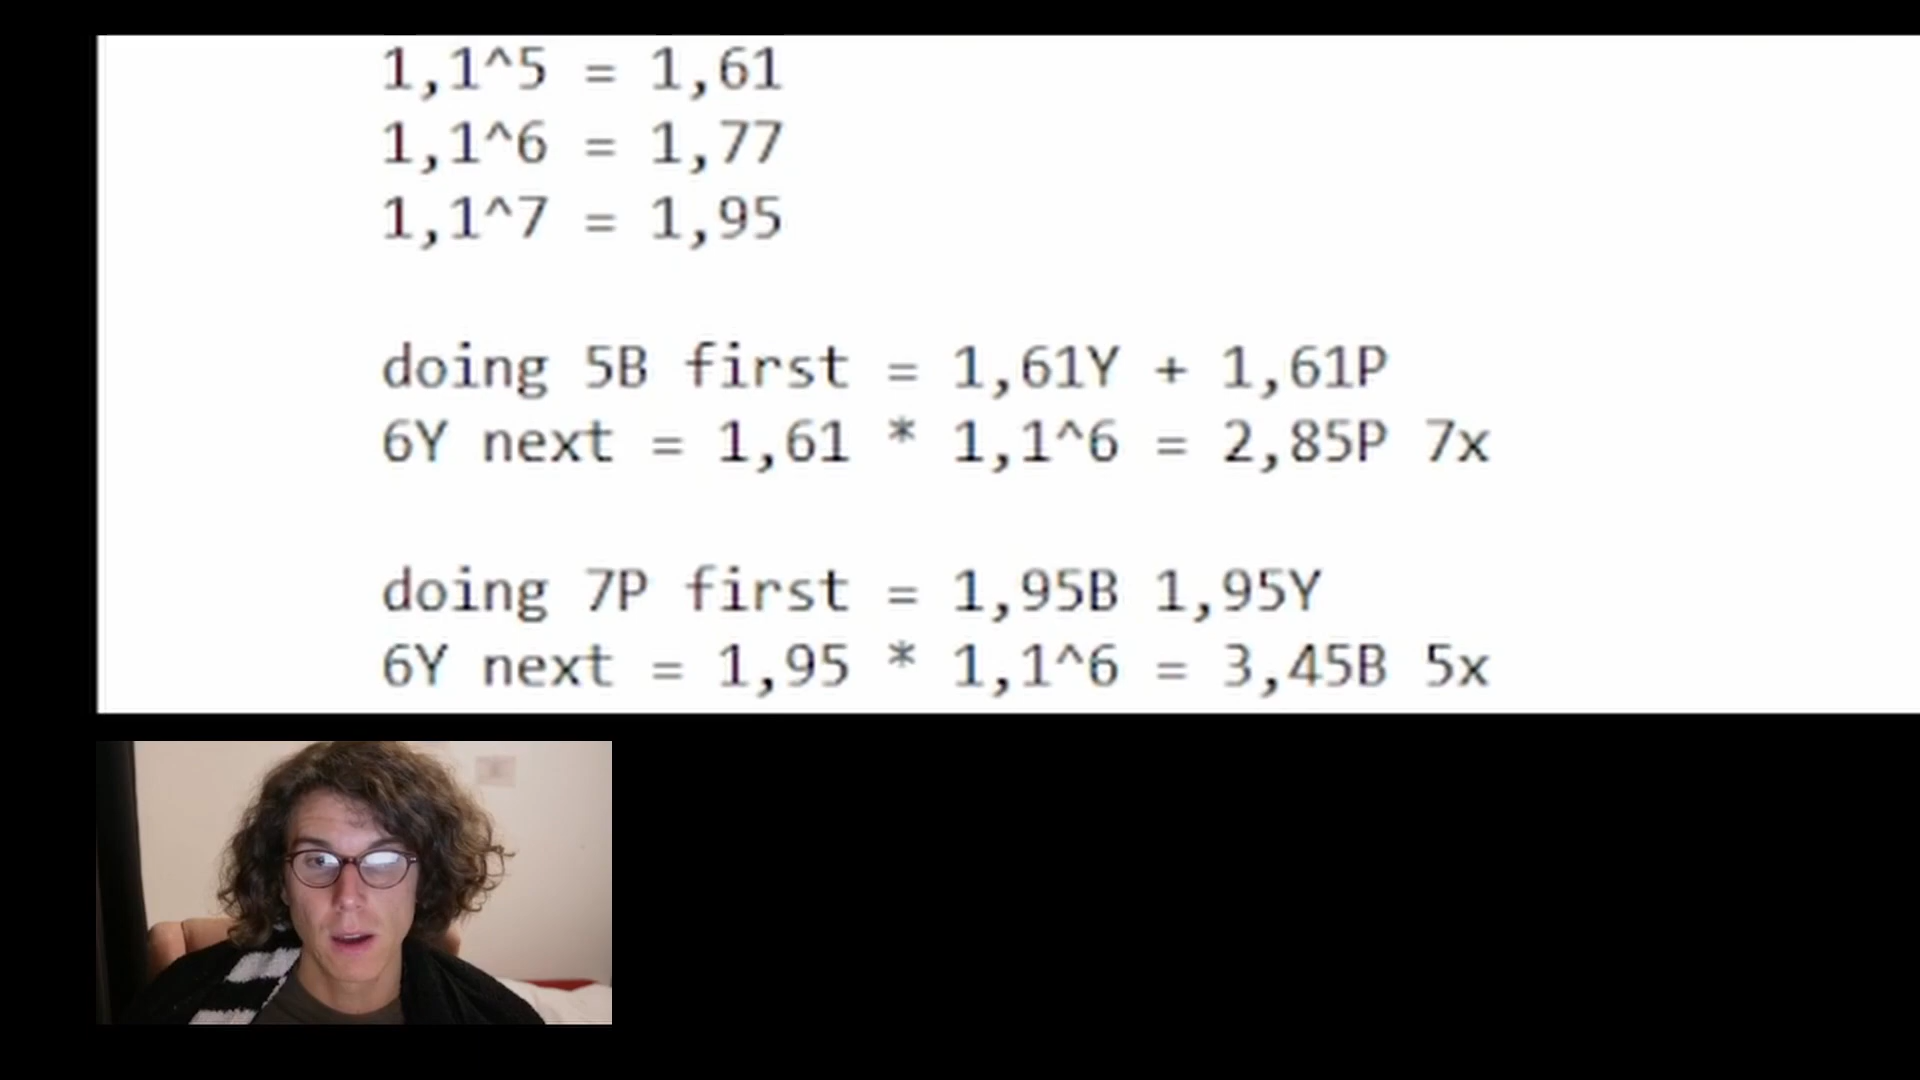 1,1^5 = 1,61
1,1^6 = 1,77
1,1^7 = 1,95
doing 5B first = 1,61Y + 1,61P
6Y next = 1,61 * 1,1^6 = 2,85P 7x
doing 7P first = 1,95B 1,95Y
6Y next = 1,95 * 1,1^6 = 3,45B 5x